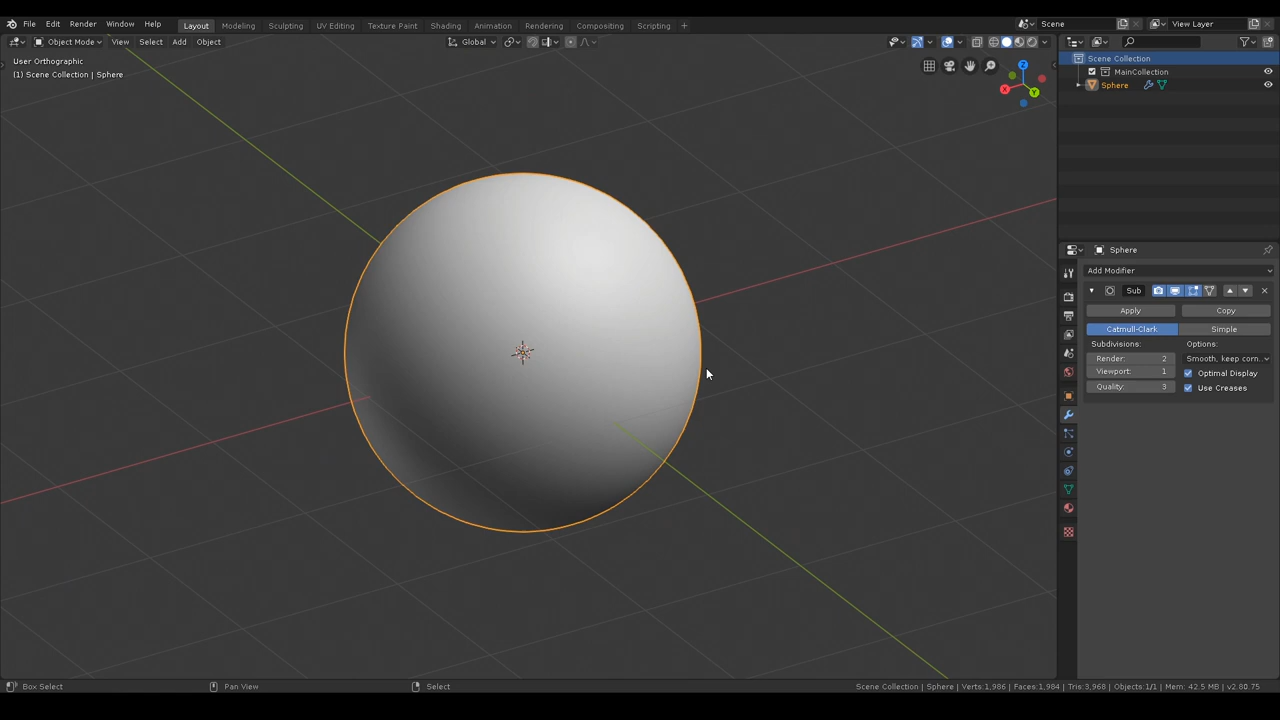 File Edit Render Window Help Layout Modeling Sculpting UV Editing Texture Paint Shading Animation Rendering Compositing Scripting + Scene View Layer
Object Mode View Select Add Object Global
User Orthographic
(1) Scene Collection | Sphere
Z
X
Y
Scene Collection
MainCollection
Sphere
Sphere
Add Modifier
Sub
Apply Copy
Catmull-Clark Simple
Subdivisions: Options:
Render: 2 Smooth, keep corn..
Viewport: 1 Optimal Display
Quality: 3 Use Creases
Box Select Pan View Select Scene Collection | Sphere | Verts:1,986 | Faces:1,984 | Tris:3,968 | Objects:1/1 | Mem: 42.5 MB | v2.80.75